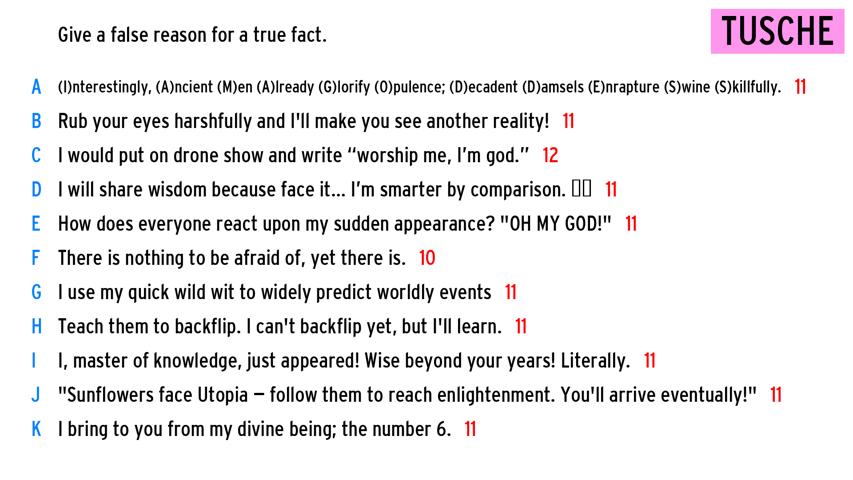 Give a false reason for a true fact.
TUSCHE
A (I)nterestingly, (A)ncient (M)en (A)lready (G)lorify (O)pulence; (D)ecadent (D)amsels (E)nrapture (S)wine (S)killfully. 11
B Rub your eyes harshfully and I'll make you see another reality! 11
C I would put on drone show and write “worship me, I’m god.” 12
D I will share wisdom because face it... I’m smarter by comparison. 11
E How does everyone react upon my sudden appearance? "OH MY GOD!" 11
F There is nothing to be afraid of, yet there is. 10
G I use my quick wild wit to widely predict worldly events 11
H Teach them to backflip. I can't backflip yet, but I'll learn. 11
I I, master of knowledge, just appeared! Wise beyond your years! Literally. 11
J "Sunflowers face Utopia — follow them to reach enlightenment. You'll arrive eventually!" 11
K I bring to you from my divine being; the number 6. 11